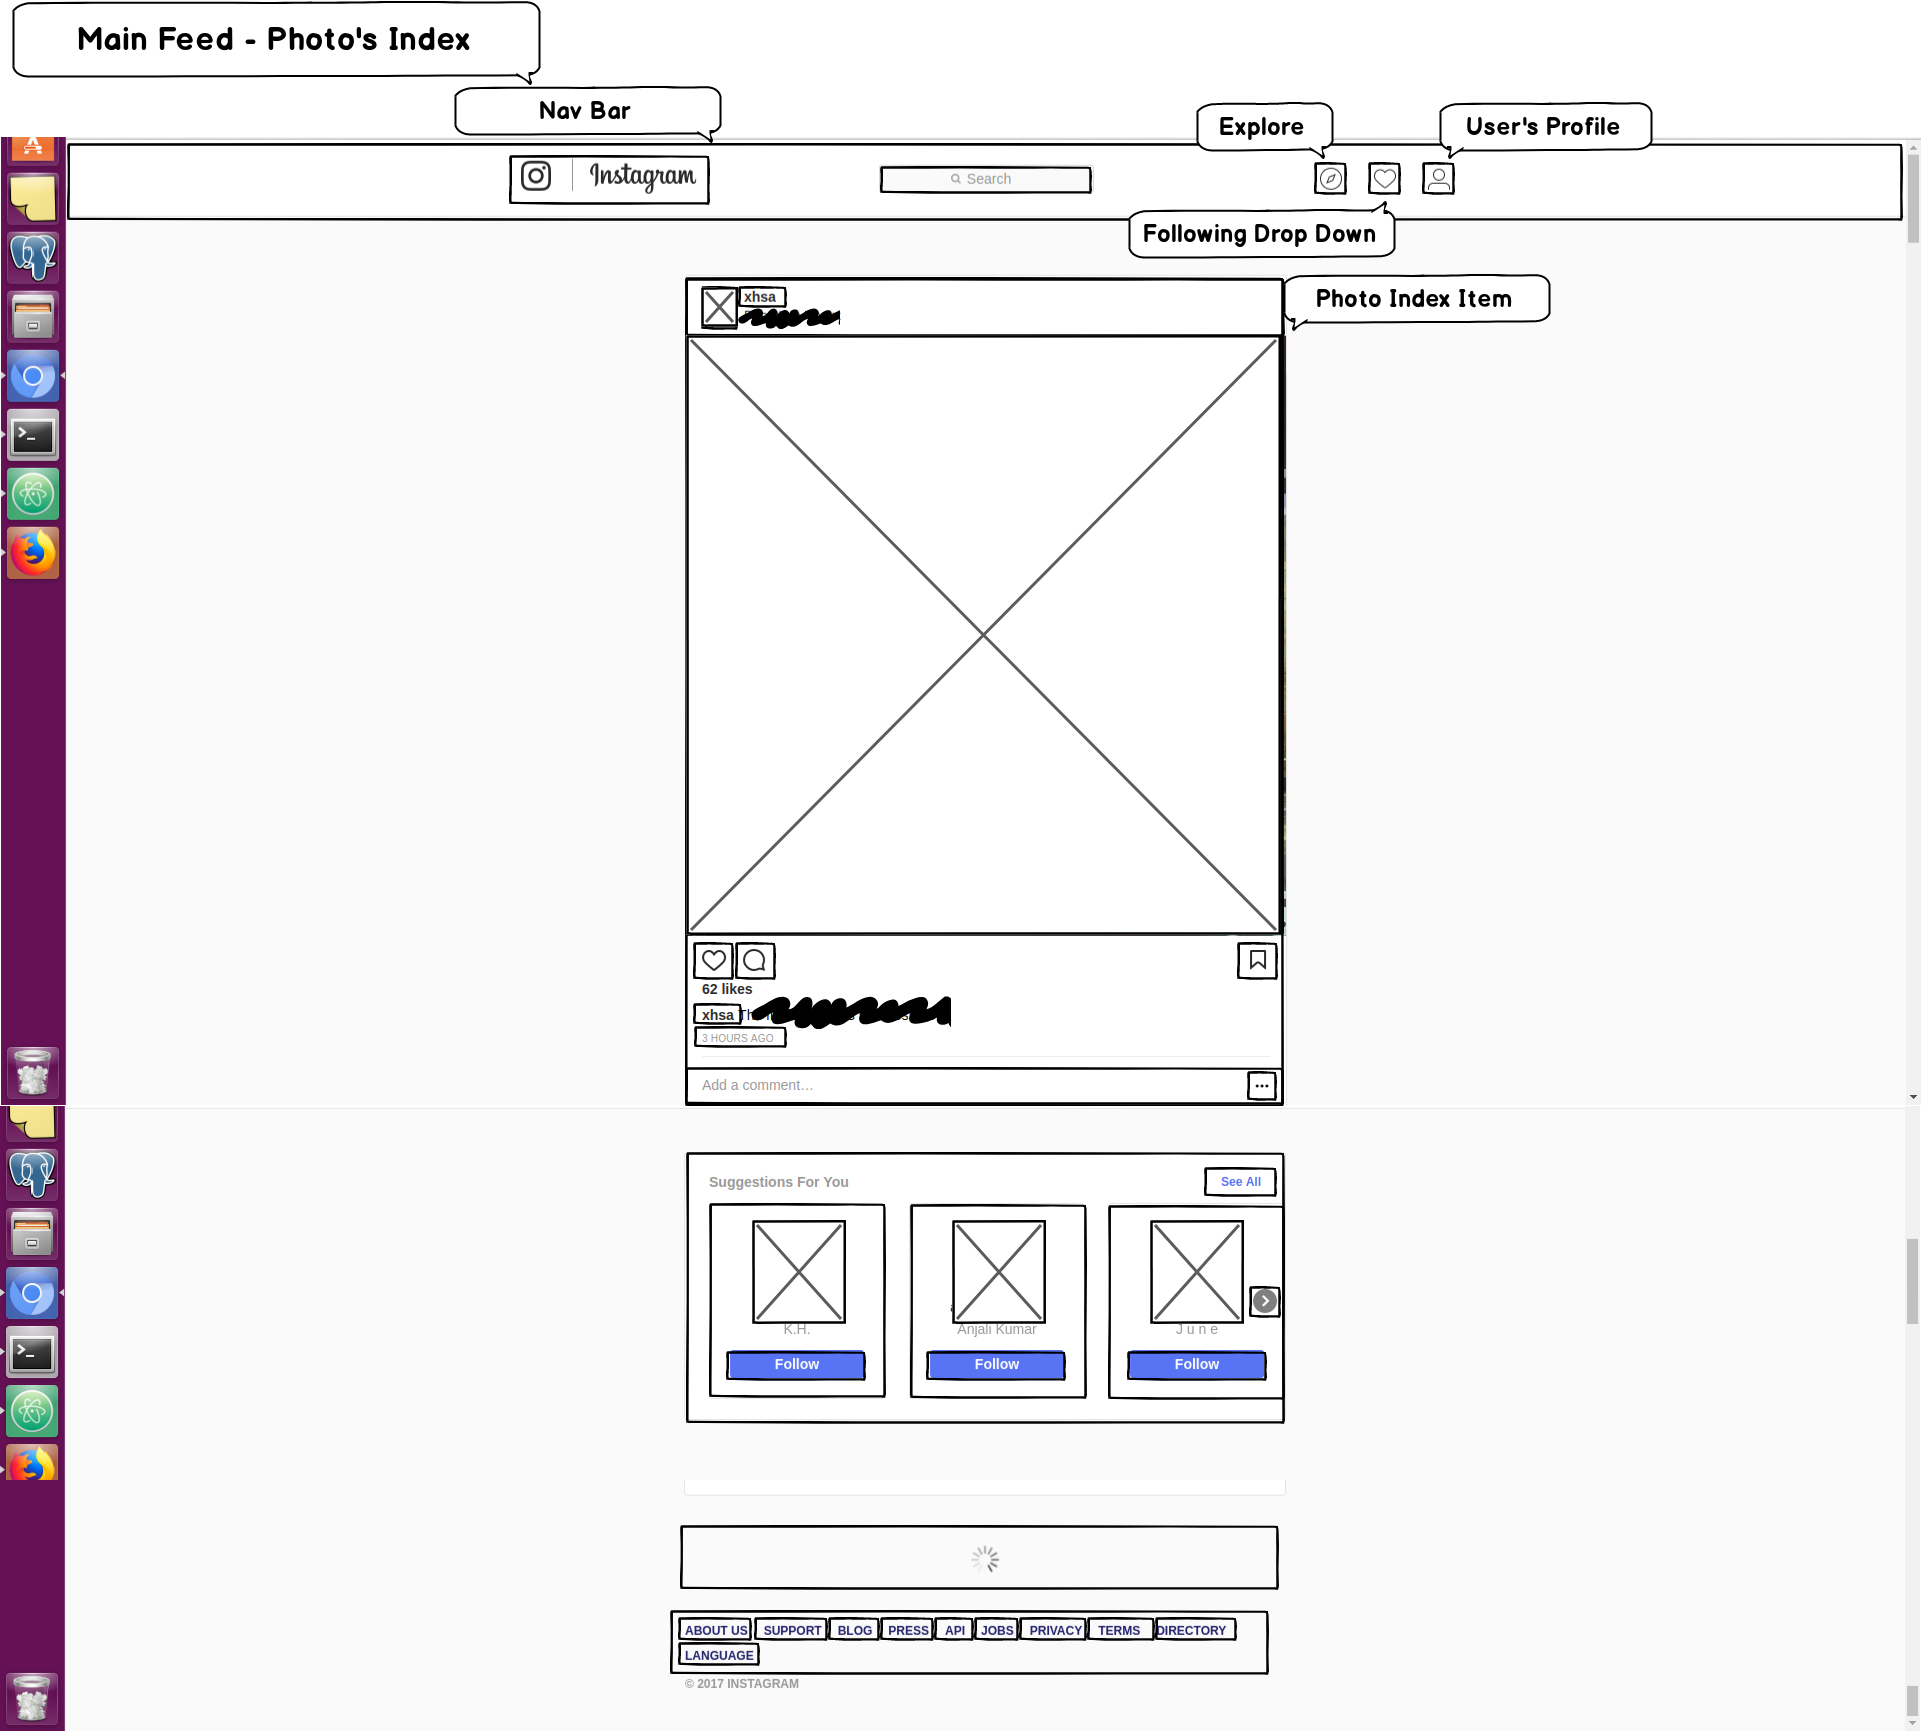 Main Feed - Photo's Index
Nav Bar
Explore
User's Profile
Instagram
Search
Following Drop Down
xhsa
Photo Index Item
62 likes
xhsa
3 HOURS AGO
Add a comment...
Suggestions For You
See All
K.H.
Anjali Kumar
J u n e
Follow
Follow
Follow
ABOUT US SUPPORT BLOG PRESS API JOBS PRIVACY TERMS DIRECTORY
LANGUAGE
© 2017 INSTAGRAM